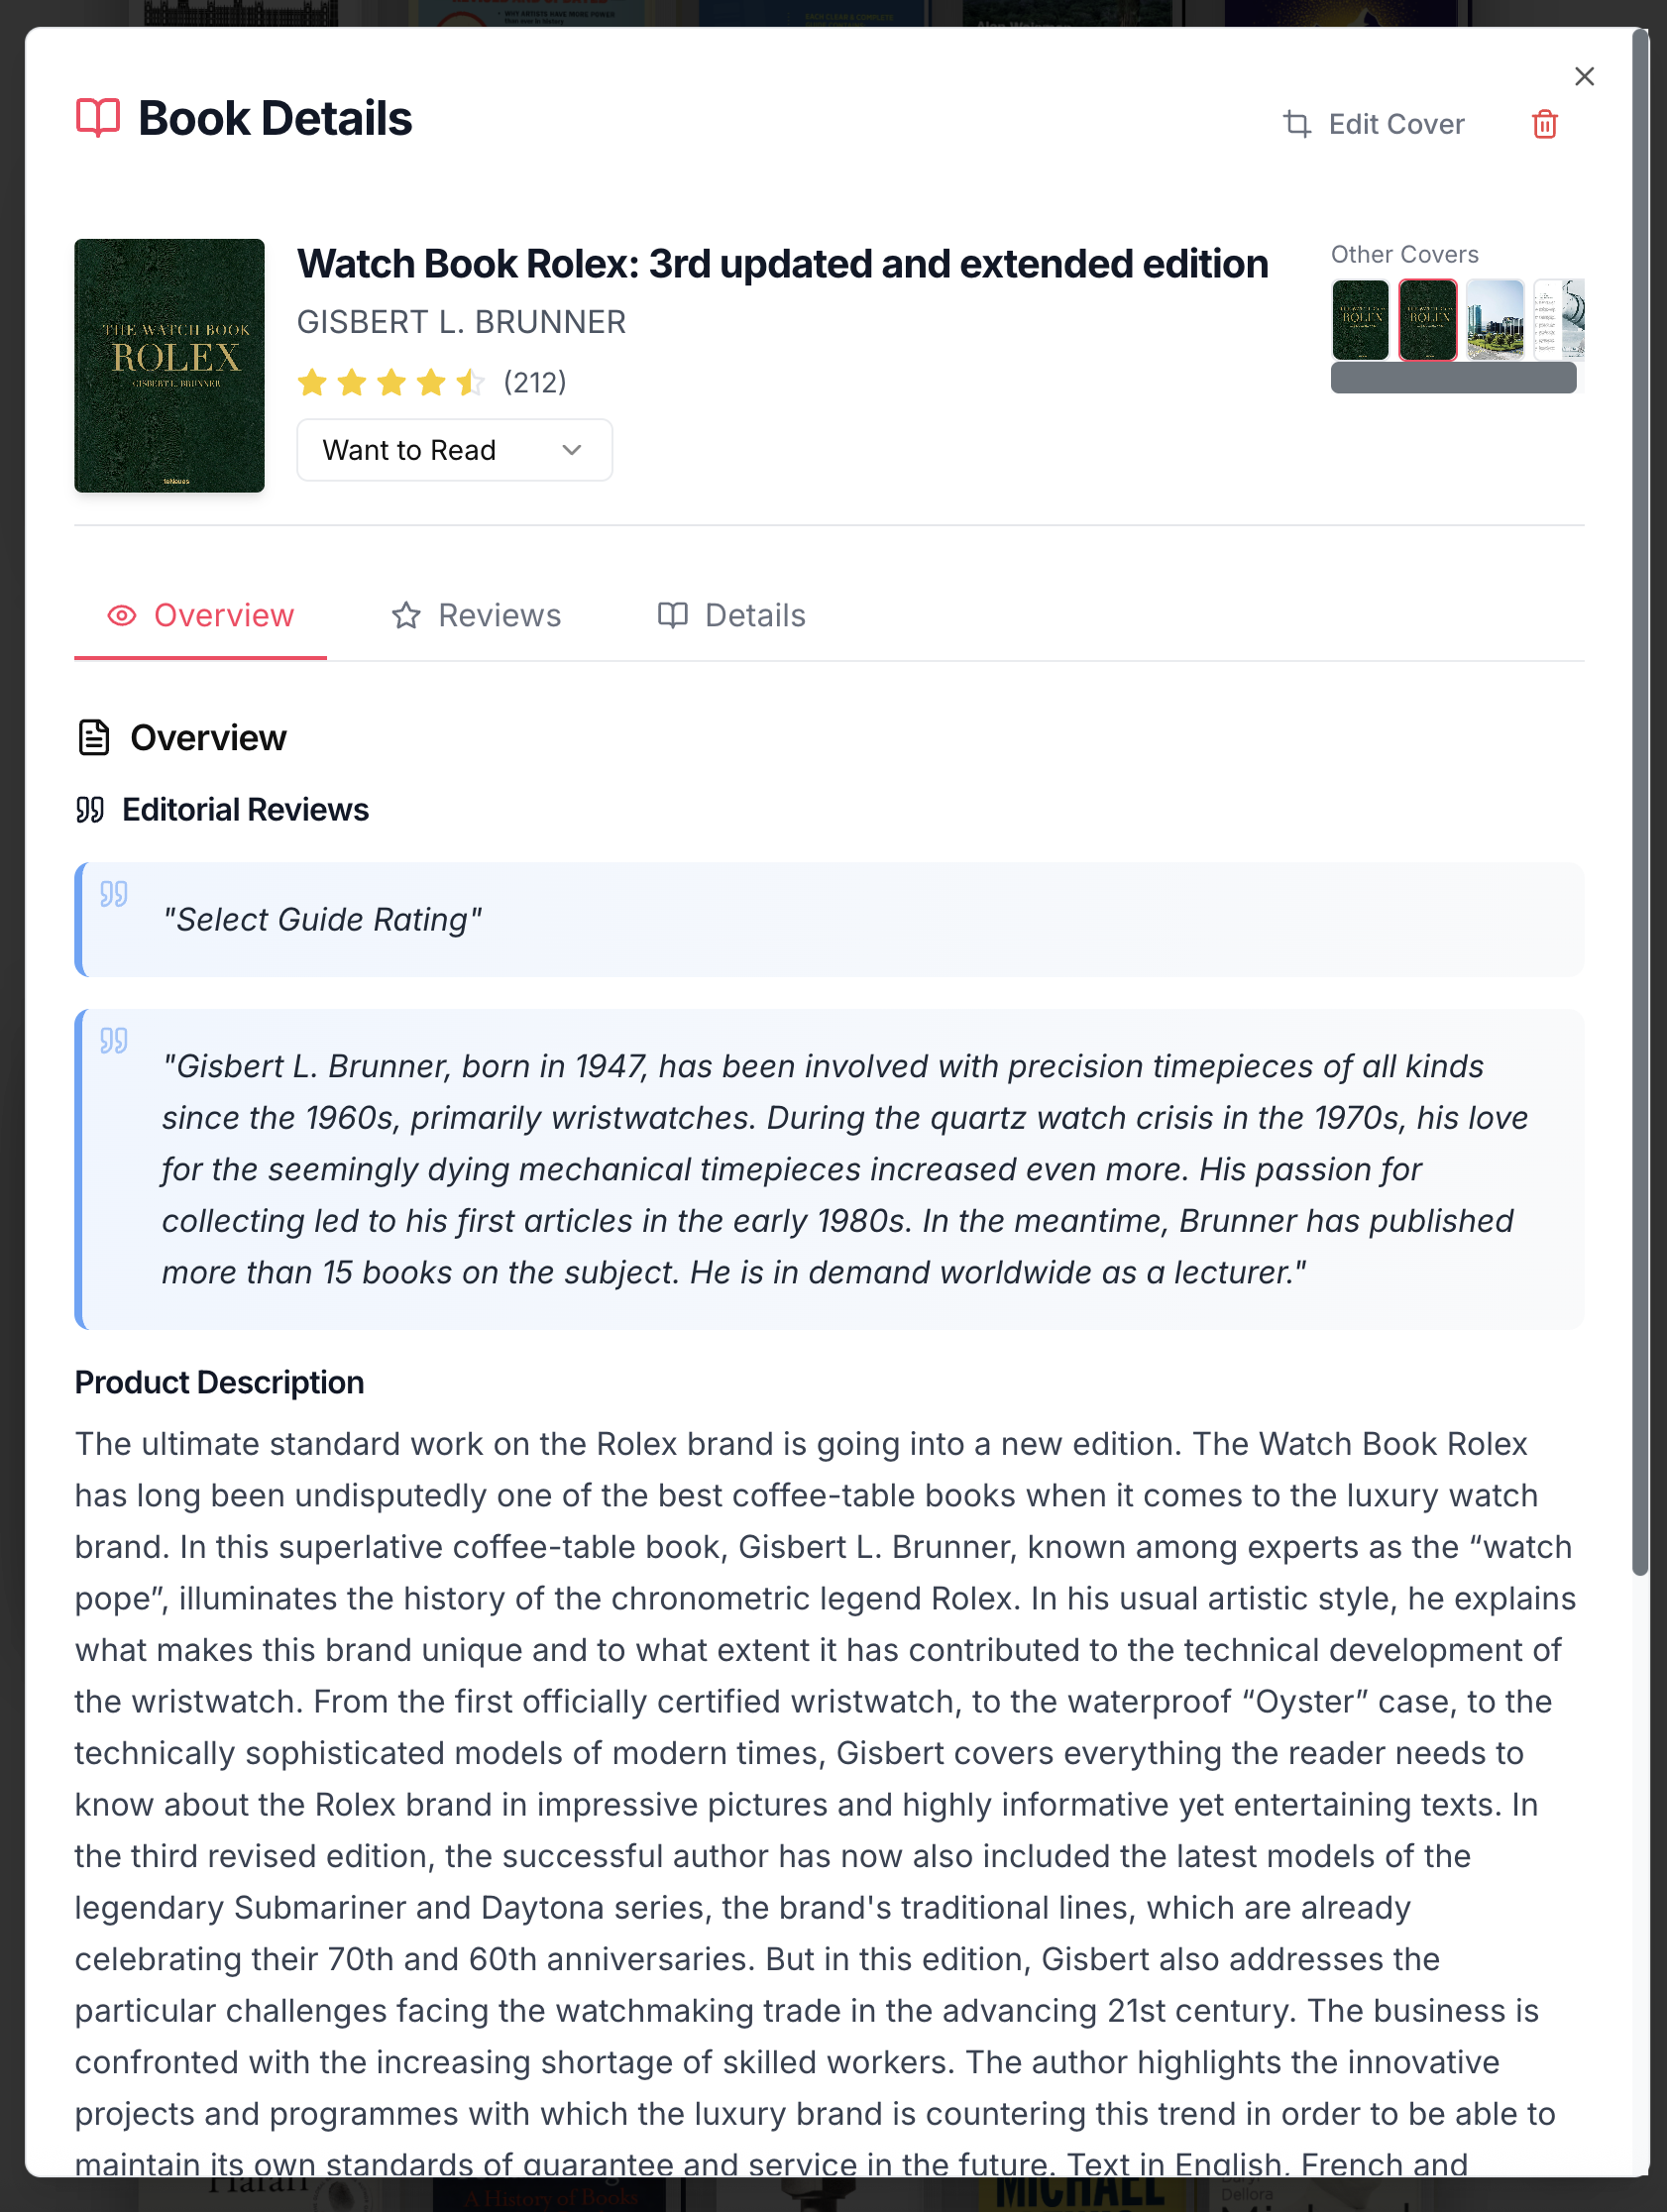 Book Details
Edit Cover
THE WATCH BOOK
ROLEX
GISBERT L. BRUNNER
teNeues
Watch Book Rolex: 3rd updated and extended edition
GISBERT L. BRUNNER
(212)
Want to Read
Other Covers
ROLEX
ROLEX
Overview
Reviews
Details
Overview
Editorial Reviews
"Select Guide Rating"
"Gisbert L. Brunner, born in 1947, has been involved with precision timepieces of all kinds
since the 1960s, primarily wristwatches. During the quartz watch crisis in the 1970s, his love
for the seemingly dying mechanical timepieces increased even more. His passion for
collecting led to his first articles in the early 1980s. In the meantime, Brunner has published
more than 15 books on the subject. He is in demand worldwide as a lecturer."
Product Description
The ultimate standard work on the Rolex brand is going into a new edition. The Watch Book Rolex
has long been undisputedly one of the best coffee-table books when it comes to the luxury watch
brand. In this superlative coffee-table book, Gisbert L. Brunner, known among experts as the “watch
pope”, illuminates the history of the chronometric legend Rolex. In his usual artistic style, he explains
what makes this brand unique and to what extent it has contributed to the technical development of
the wristwatch. From the first officially certified wristwatch, to the waterproof “Oyster” case, to the
technically sophisticated models of modern times, Gisbert covers everything the reader needs to
know about the Rolex brand in impressive pictures and highly informative yet entertaining texts. In
the third revised edition, the successful author has now also included the latest models of the
legendary Submariner and Daytona series, the brand's traditional lines, which are already
celebrating their 70th and 60th anniversaries. But in this edition, Gisbert also addresses the
particular challenges facing the watchmaking trade in the advancing 21st century. The business is
confronted with the increasing shortage of skilled workers. The author highlights the innovative
projects and programmes with which the luxury brand is countering this trend in order to be able to
maintain its own standards of guarantee and service in the future. Text in English, French and
A History of Books
MICHAEL
Dellora